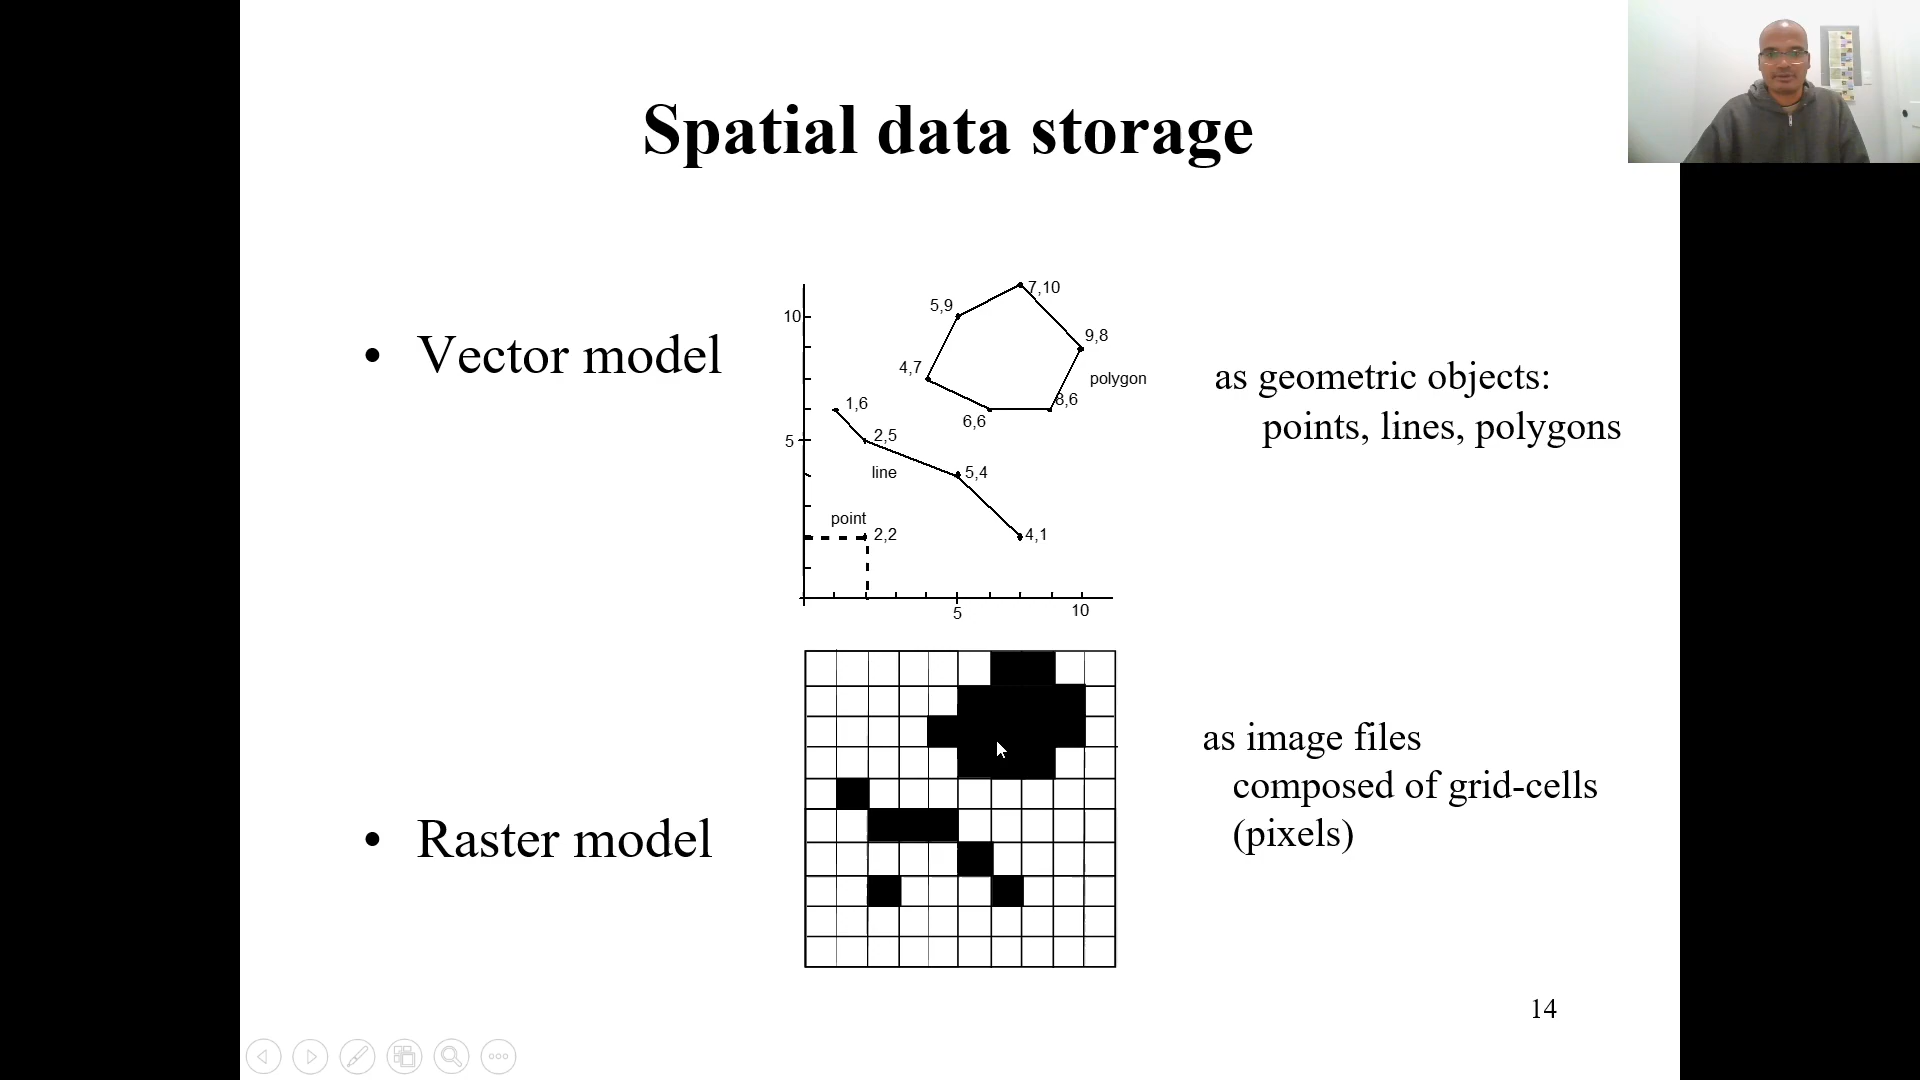 Spatial data storage
• Vector model
10
5
5
10
7,10
5,9
9,8
4,7
polygon
8,6
6,6
1,6
2,5
line
5,4
point
2,2
4,1
as geometric objects:
points, lines, polygons
• Raster model
as image files
composed of grid-cells
(pixels)
14